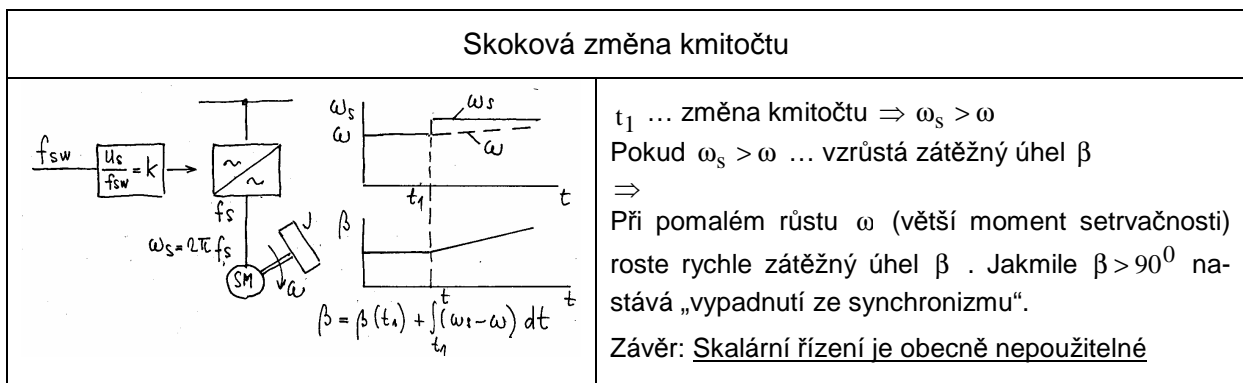 Skoková změna kmitočtu
f_sw
u_s / f_sw = k
~
~
f_s
ω_s = 2π f_s
SM
J
ω
ω_s
ω
ω_s
ω
t_1
t
β
t
t
β = β(t_1) + ∫_{t_1}^{t} (ω_s - ω) dt
t_1 … změna kmitočtu ⇒ ω_s > ω
Pokud ω_s > ω … vzrůstá zátěžný úhel β
⇒
Při pomalém růstu ω (větší moment setrvačnosti)
roste rychle zátěžný úhel β . Jakmile β > 90^0 na-
stává „vypadnutí ze synchronizmu“.
Závěr: Skalární řízení je obecně nepoužitelné